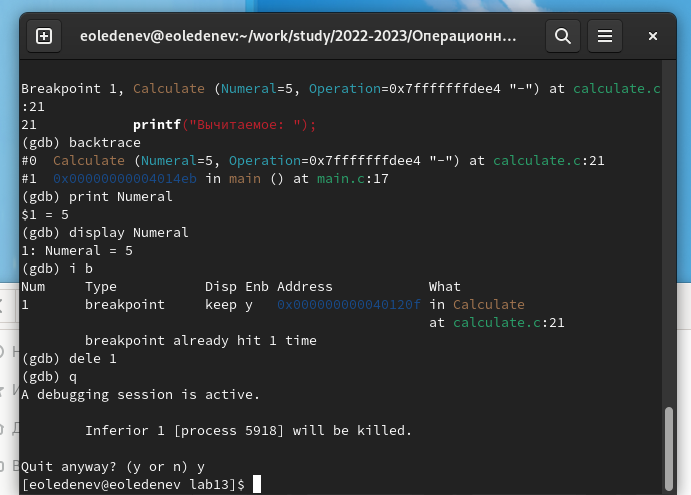 eoledenev@eoledenev:~/work/study/2022-2023/Операционн...
Breakpoint 1, Calculate (Numeral=5, Operation=0x7fffffffdee4 "-") at calculate.c
:21
21            printf("Вычитаемое: ");
(gdb) backtrace
#0  Calculate (Numeral=5, Operation=0x7fffffffdee4 "-") at calculate.c:21
#1  0x00000000004014eb in main () at main.c:17
(gdb) print Numeral
$1 = 5
(gdb) display Numeral
1: Numeral = 5
(gdb) i b
Num     Type           Disp Enb Address            What
1       breakpoint     keep y   0x000000000040120f in Calculate
                                                   at calculate.c:21
        breakpoint already hit 1 time
(gdb) dele 1
(gdb) q
A debugging session is active.
        Inferior 1 [process 5918] will be killed.
Quit anyway? (y or n) y
[eoledenev@eoledenev lab13]$